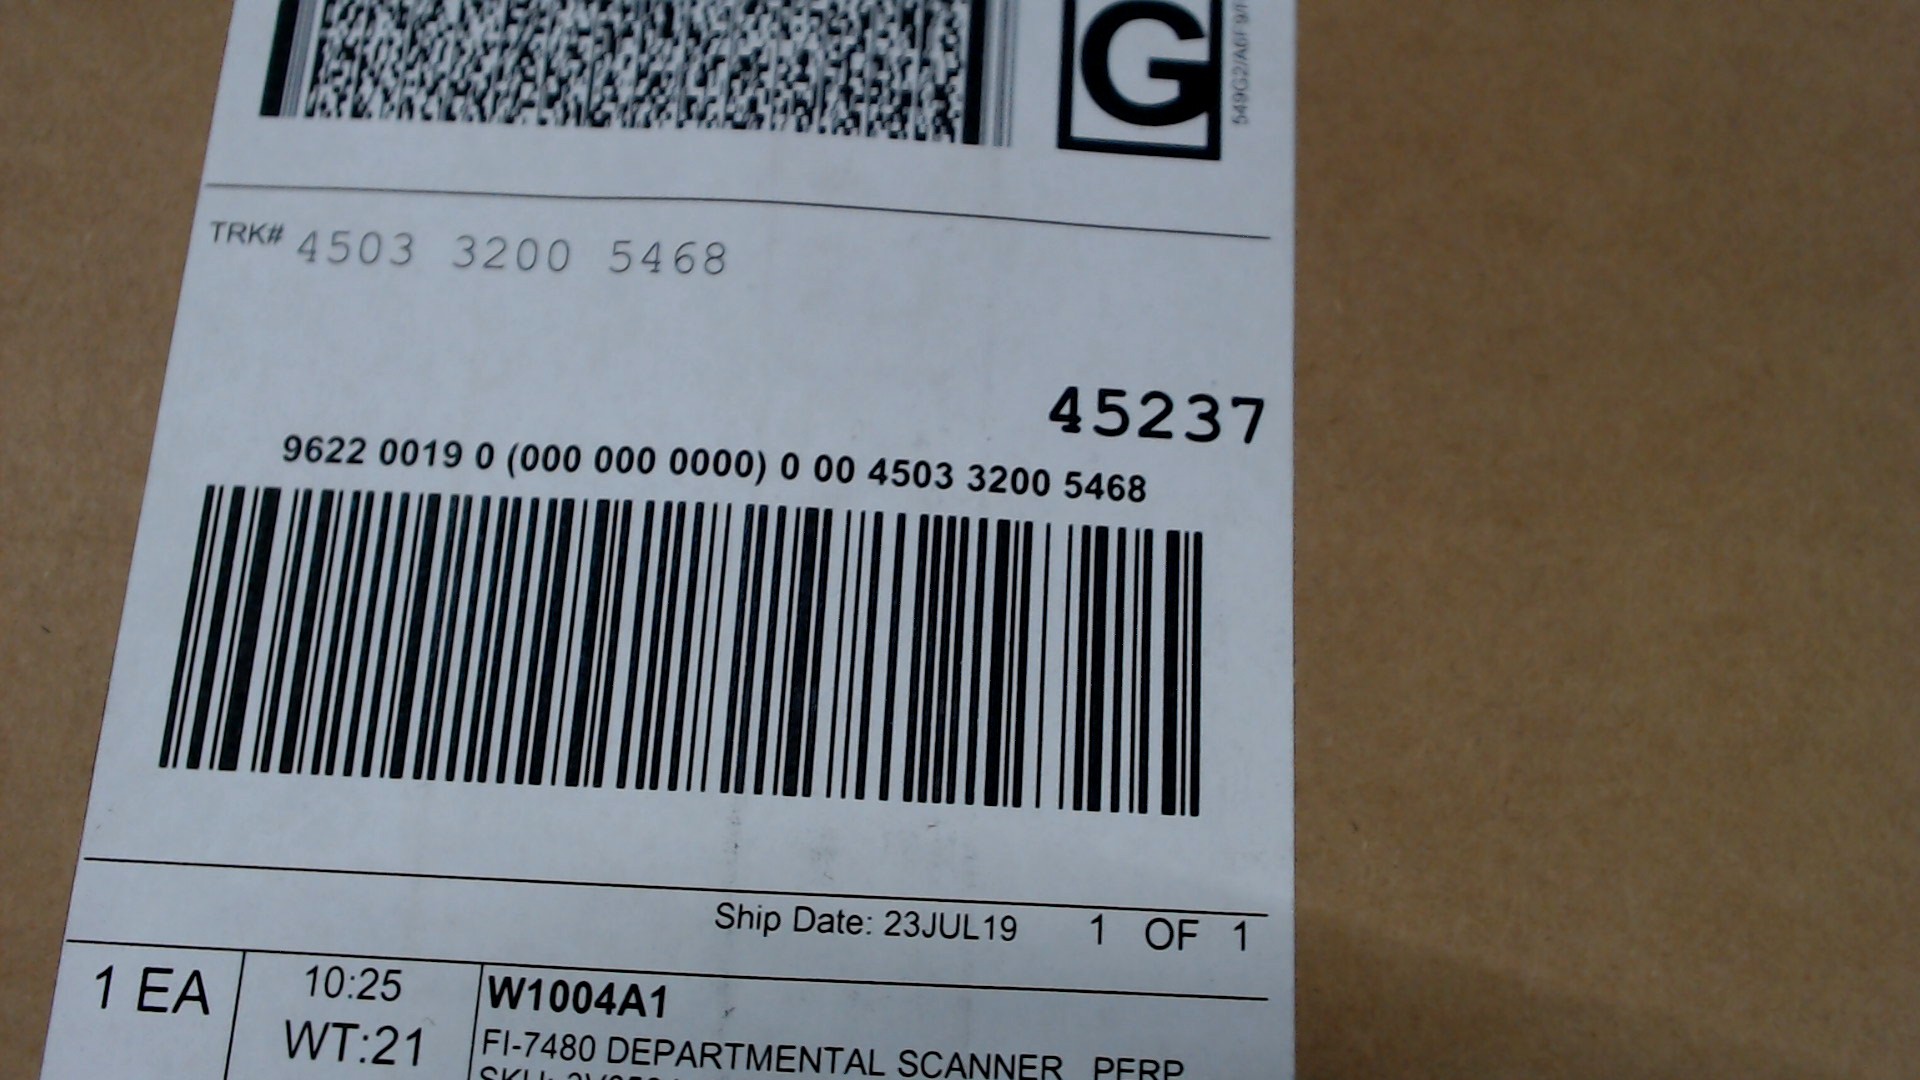 G
TRK# 4503 3200 5468
45237
9622 0019 0 (000 000 0000) 0 00 4503 3200 5468
Ship Date: 23JUL19 1 OF 1
1 EA
10:25
WT:21
W1004A1
FI-7480 DEPARTMENTAL SCANNER